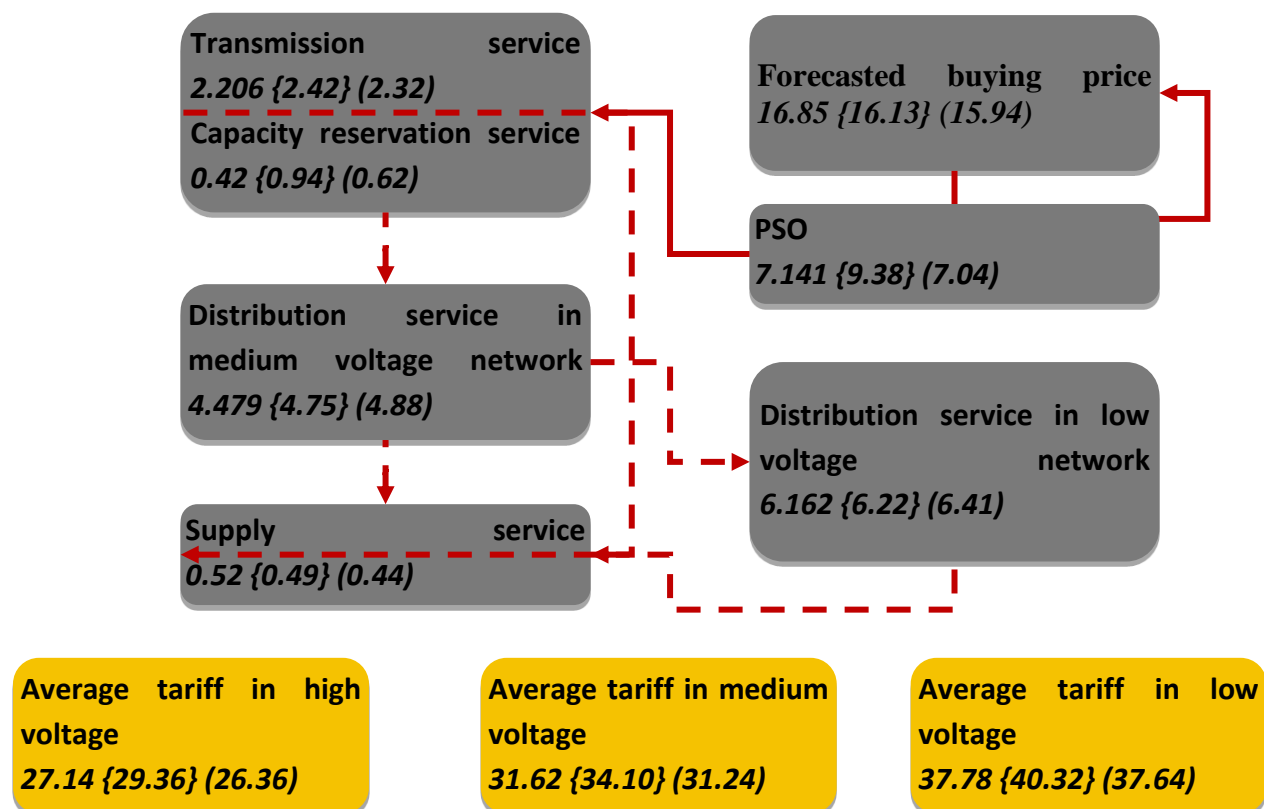 Transmission service
2.206 {2.42} (2.32)
Capacity reservation service
0.42 {0.94} (0.62)
Forecasted buying price
16.85 {16.13} (15.94)
PSO
7.141 {9.38} (7.04)
Distribution service in
medium voltage network
4.479 {4.75} (4.88)
Distribution service in low
voltage network
6.162 {6.22} (6.41)
Supply service
0.52 {0.49} (0.44)
Average tariff in high
voltage
27.14 {29.36} (26.36)
Average tariff in medium
voltage
31.62 {34.10} (31.24)
Average tariff in low
voltage
37.78 {40.32} (37.64)